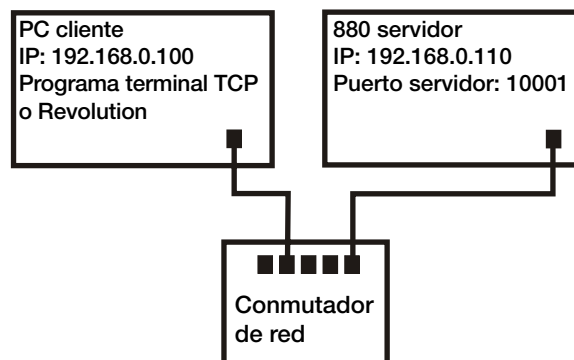 PC cliente
IP: 192.168.0.100
Programa terminal TCP
o Revolution
880 servidor
IP: 192.168.0.110
Puerto servidor: 10001
Conmutador
de red